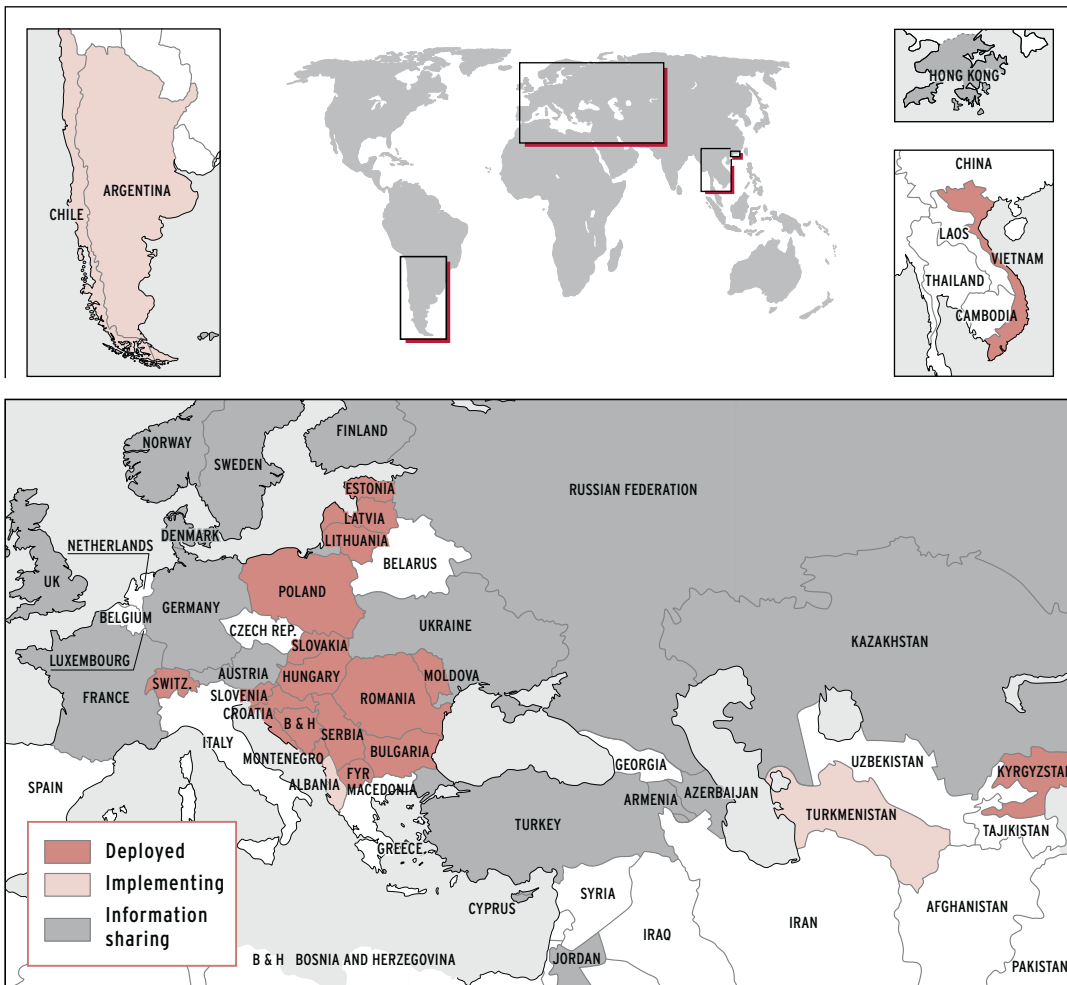 ARGENTINA
CHILE
HONG KONG
CHINA
LAOS
VIETNAM
THAILAND
CAMBODIA
NORWAY
FINLAND
SWEDEN
RUSSIAN FEDERATION
ESTONIA
LATVIA
LITHUANIA
DENMARK
NETHERLANDS
BELARUS
UK
POLAND
GERMANY
BELGIUM
CZECH REP.
UKRAINE
SLOVAKIA
KAZAKHSTAN
LUXEMBOURG
AUSTRIA
HUNGARY
MOLDOVA
SWITZ.
FRANCE
SLOVENIA
ROMANIA
CROATIA
B & H
SERBIA
ITALY
BULGARIA
MONTENEGRO
GEORGIA
UZBEKISTAN
KYRGYZSTAN
SPAIN
ALBANIA
FYR
MACEDONIA
ARMENIA
AZERBAIJAN
TURKMENISTAN
TURKEY
TAJIKISTAN
GREECE
Deployed
Implementing
Information
sharing
SYRIA
CYPRUS
AFGHANISTAN
IRAN
IRAQ
B & H BOSNIA AND HERZEGOVINA
JORDAN
PAKISTAN